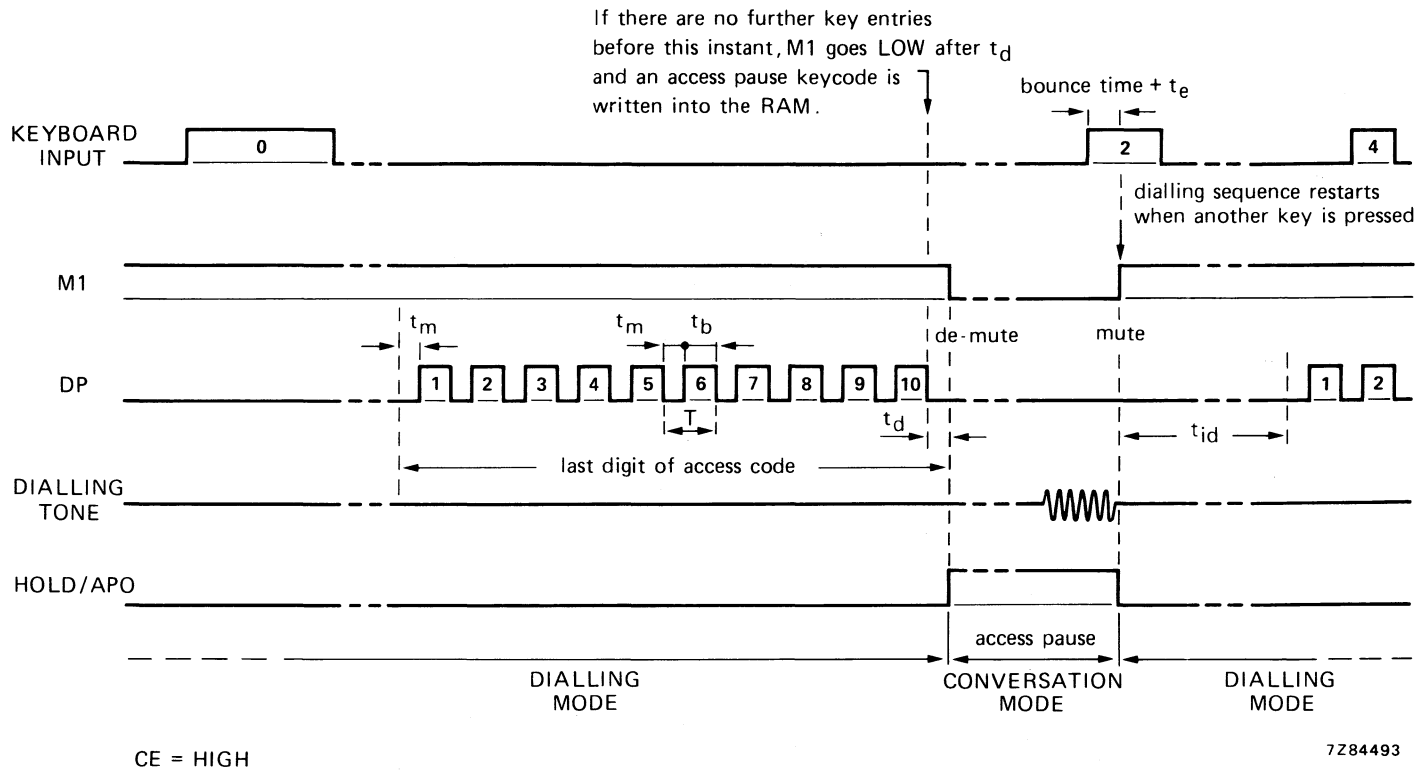 If there are no further key entries
before this instant, M1 goes LOW after td
and an access pause keycode is
written into the RAM.
bounce time + te
KEYBOARD
INPUT
0
2
4
dialling sequence restarts
when another key is pressed
M1
tm
tm
tb
de-mute
mute
DP
1
2
3
4
5
6
7
8
9
10
1
2
T
td
tid
last digit of access code
DIALLING
TONE
HOLD/APO
access pause
DIALLING
MODE
CONVERSATION
MODE
DIALLING
MODE
CE = HIGH
7Z84493